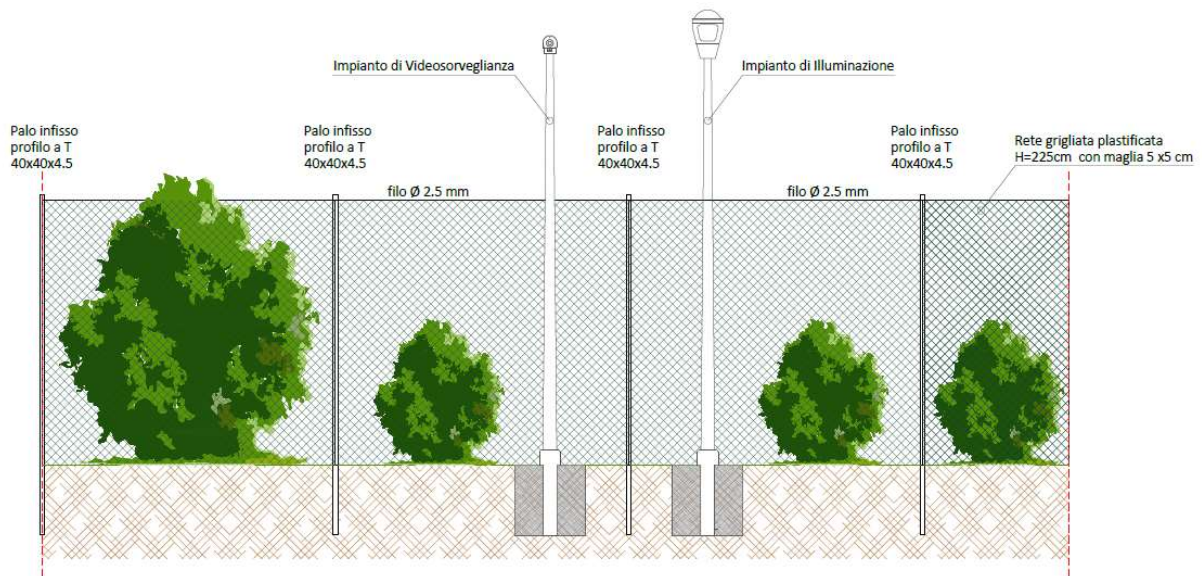 Impianto di Videosorveglianza
Impianto di Illuminazione
Palo infisso
profilo a T
40x40x4.5
Palo infisso
profilo a T
40x40x4.5
Palo infisso
profilo a T
40x40x4.5
Palo infisso
profilo a T
40x40x4.5
Rete grigliata plastificata
H=225cm con maglia 5 x5 cm
filo Ø 2.5 mm
filo Ø 2.5 mm